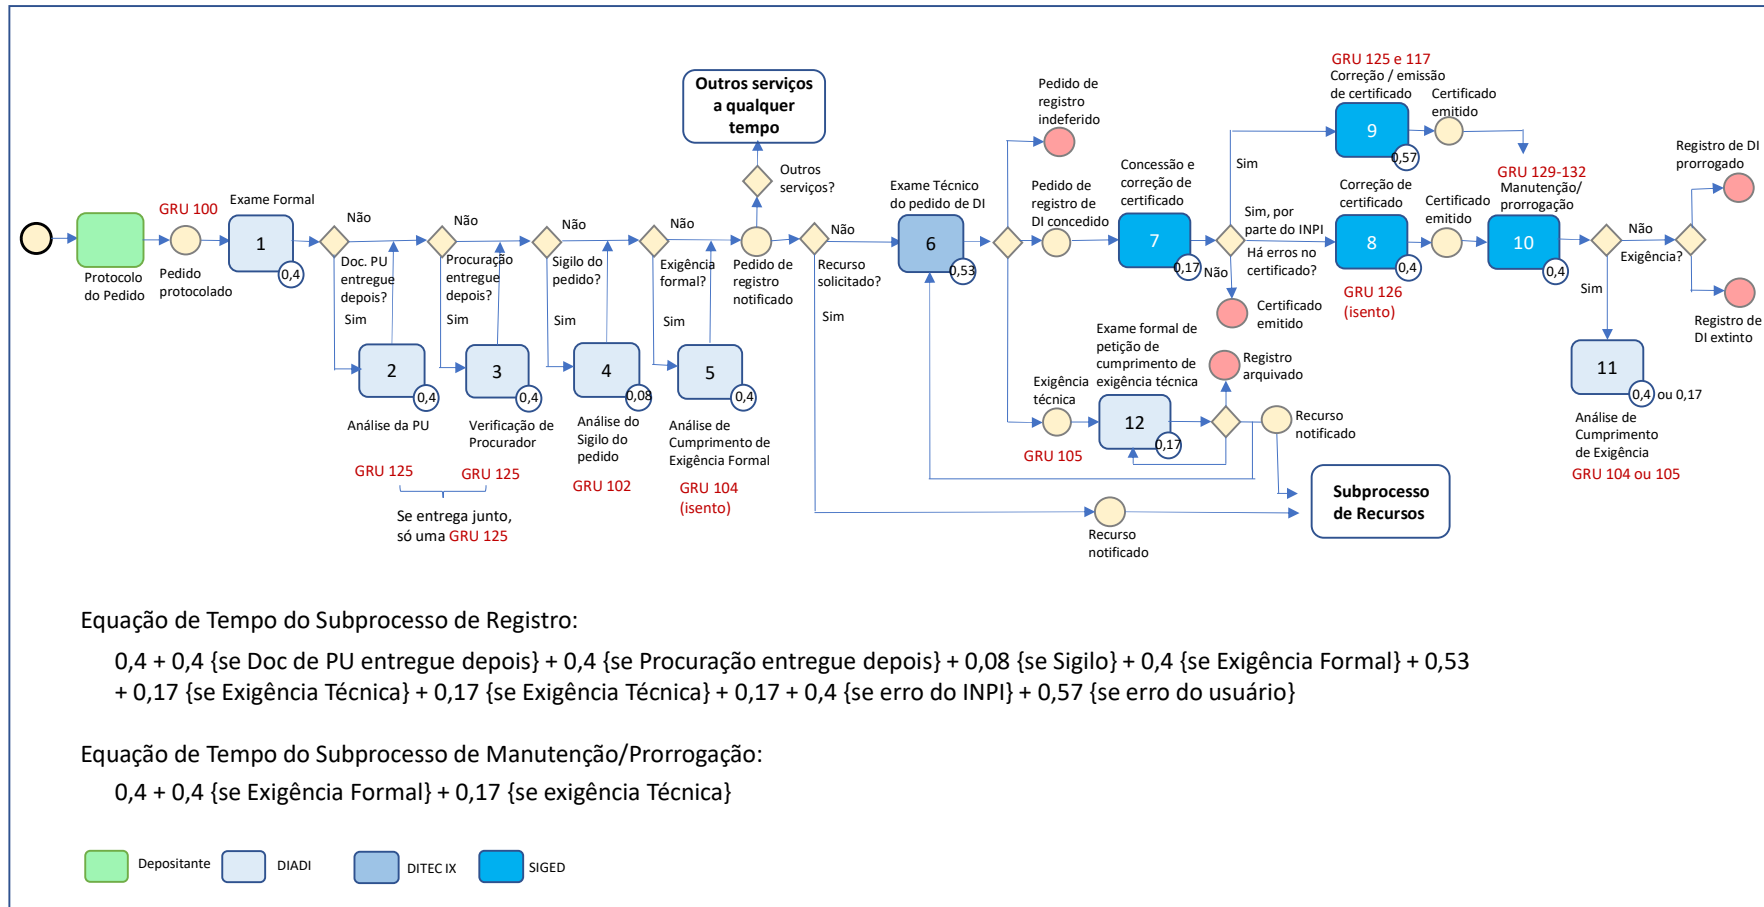 GRU 100
Protocolo
do Pedido
Pedido
protocolado
Exame Formal
1
0,4
Não
Doc. PU
entregue
depois?
Sim
2
0,4
Análise da PU
GRU 125
Não
Procuração
entregue
depois?
Sim
3
0,4
Verificação de
Procurador
GRU 125
Se entrega junto,
só uma GRU 125
Não
Sigilo do
pedido?
Sim
4
0,08
Análise do
Sigilo do
pedido
GRU 102
Não
Exigência
formal?
Sim
5
0,4
Análise de
Cumprimento de
Exigência Formal
GRU 104
(isento)
Outros serviços
a qualquer
tempo
Outros
serviços?
Pedido de
registro
notificado
Não
Recurso
solicitado?
Sim
Recurso
notificado
Exame Técnico
do pedido de DI
6
0,53
Pedido de
registro
indeferido
Pedido de
registro de
DI concedido
Exigência
técnica
GRU 105
Exame formal de
petição de
cumprimento de
exigência técnica
12
0,17
Registro
arquivado
Recurso
notificado
Subprocesso
de Recursos
Concessão e
correção de
certificado
7
0,17
Sim
Sim, por
parte do INPI
Há erros no
certificado?
Não
Certificado
emitido
GRU 125 e 117
Correção / emissão
de certificado
9
0,57
Certificado
emitido
Correção de
certificado
8
0,4
GRU 126
(isento)
Certificado
emitido
GRU 129-132
Manutenção/
prorrogação
10
0,4
Não
Exigência?
Sim
11
0,4 ou 0,17
Análise de
Cumprimento
de Exigência
GRU 104 ou 105
Registro de DI
prorrogado
Registro de
DI extinto
Equação de Tempo do Subprocesso de Registro:
0,4 + 0,4 {se Doc de PU entregue depois} + 0,4 {se Procuração entregue depois} + 0,08 {se Sigilo} + 0,4 {se Exigência Formal} + 0,53
+ 0,17 {se Exigência Técnica} + 0,17 {se Exigência Técnica} + 0,17 + 0,4 {se erro do INPI} + 0,57 {se erro do usuário}
Equação de Tempo do Subprocesso de Manutenção/Prorrogação:
0,4 + 0,4 {se Exigência Formal} + 0,17 {se exigência Técnica}
Depositante
DIADI
DITEC IX
SIGED